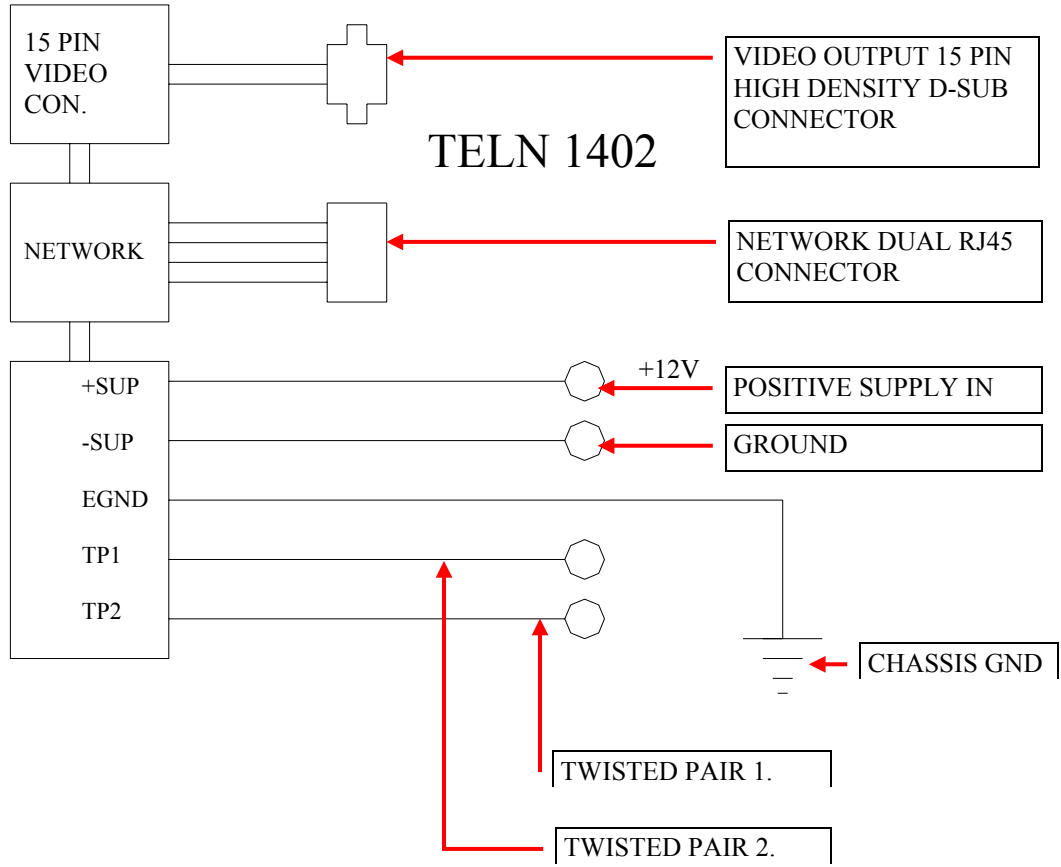 15 PIN
VIDEO
CON.
VIDEO OUTPUT 15 PIN
HIGH DENSITY D-SUB
CONNECTOR
TELN 1402
NETWORK
NETWORK DUAL RJ45
CONNECTOR
+SUP
+12V
POSITIVE SUPPLY IN
-SUP
GROUND
EGND
TP1
TP2
CHASSIS GND
TWISTED PAIR 1.
TWISTED PAIR 2.